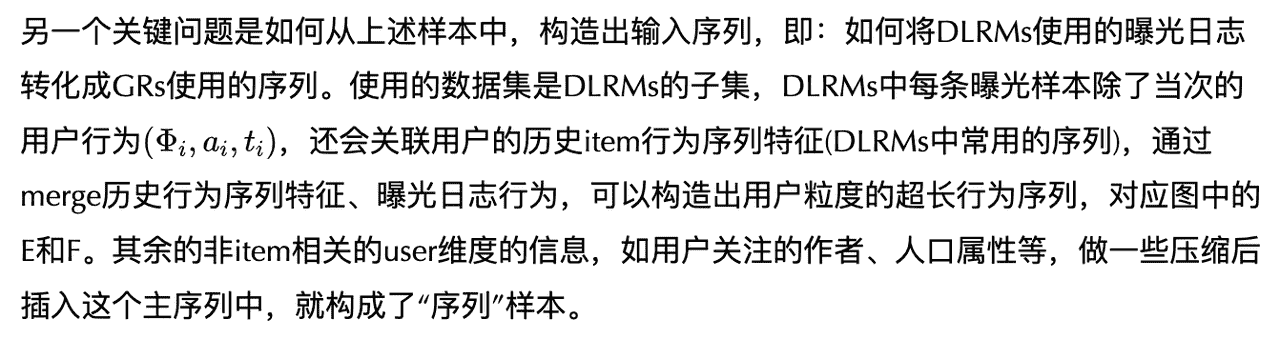 另一个关键问题是如何从上述样本中，构造出输入序列，即：如何将DLRMs使用的曝光日志
转化成GRs使用的序列。使用的数据集是DLRMs的子集，DLRMs中每条曝光样本除了当次的
用户行为(Φᵢ, aᵢ, tᵢ)，还会关联用户的历史item行为序列特征(DLRMs中常用的序列)，通过
merge历史行为序列特征、曝光日志行为，可以构造出用户粒度的超长行为序列，对应图中的
E和F。其余的非item相关的user维度的信息，如用户关注的作者、人口属性等，做一些压缩后
插入这个主序列中，就构成了“序列”样本。